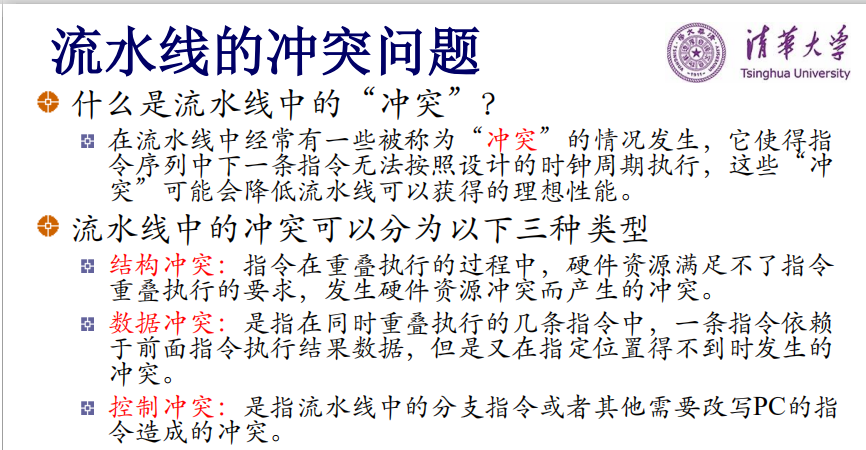 流水线的冲突问题
清华大学
Tsinghua University
什么是流水线中的“冲突”？
在流水线中经常有一些被称为“冲突”的情况发生，它使得指
令序列中下一条指令无法按照设计的时钟周期执行，这些“冲
突”可能会降低流水线可以获得的理想性能。
流水线中的冲突可以分为以下三种类型
结构冲突：指令在重叠执行的过程中，硬件资源满足不了指令
重叠执行的要求，发生硬件资源冲突而产生的冲突。
数据冲突：是指在同时重叠执行的几条指令中，一条指令依赖
于前面指令执行结果数据，但是又在指定位置得不到时发生的
冲突。
控制冲突：是指流水线中的分支指令或者其他需要改写PC的指
令造成的冲突。